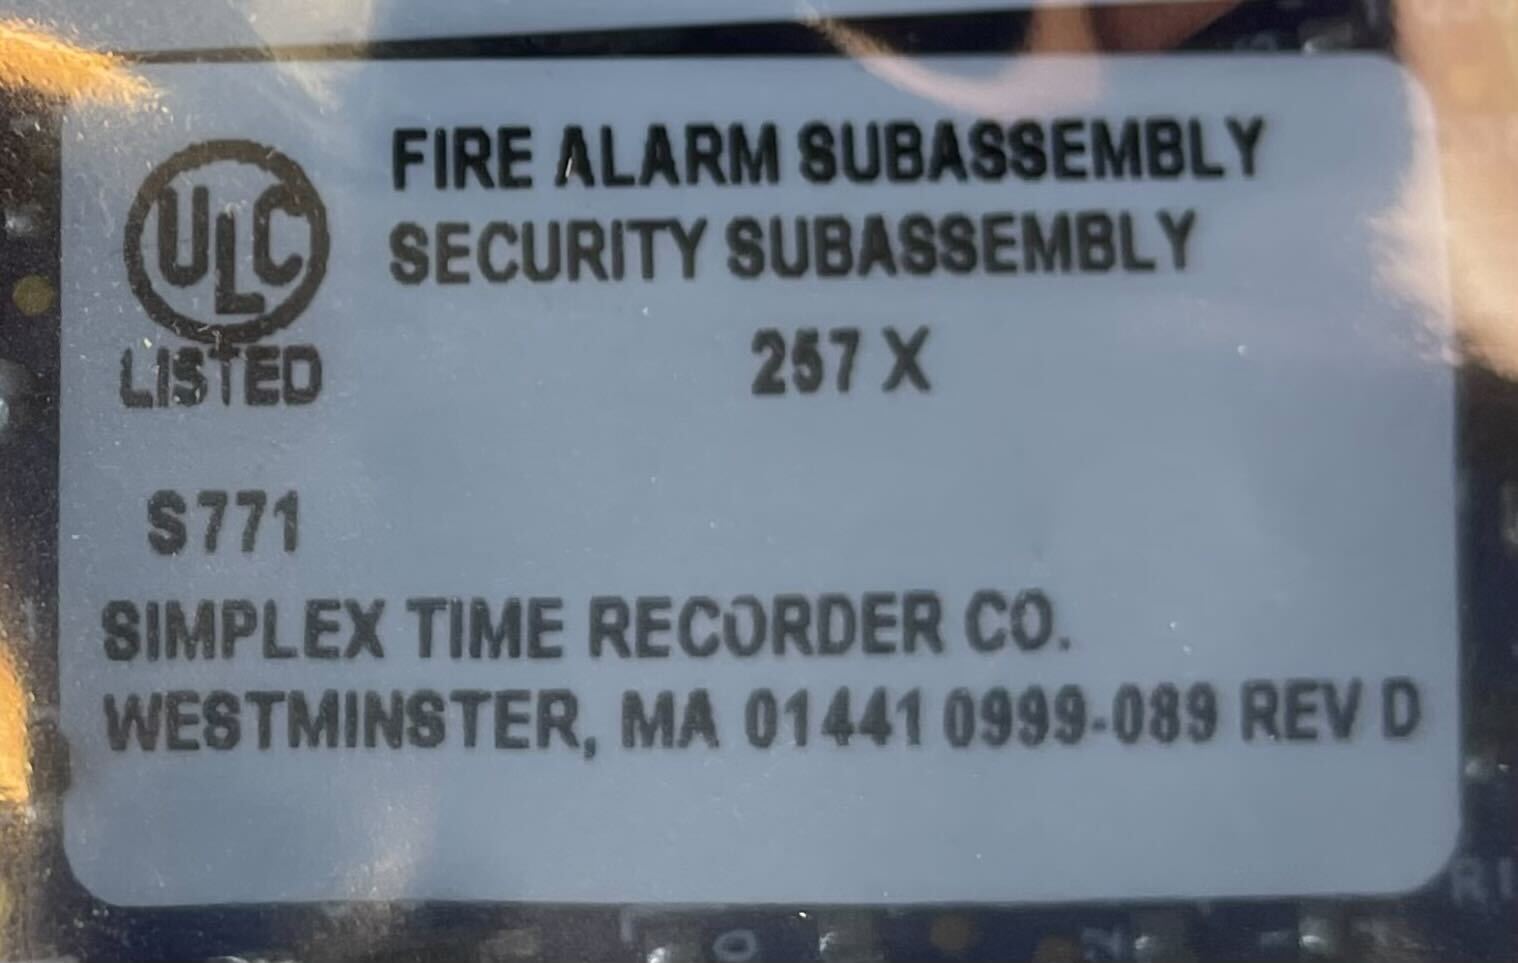 ULC
LISTED
FIRE ALARM SUBASSEMBLY
SECURITY SUBASSEMBLY
257 X
S771
SIMPLEX TIME RECORDER CO.
WESTMINSTER, MA 01441 0999-089 REV D